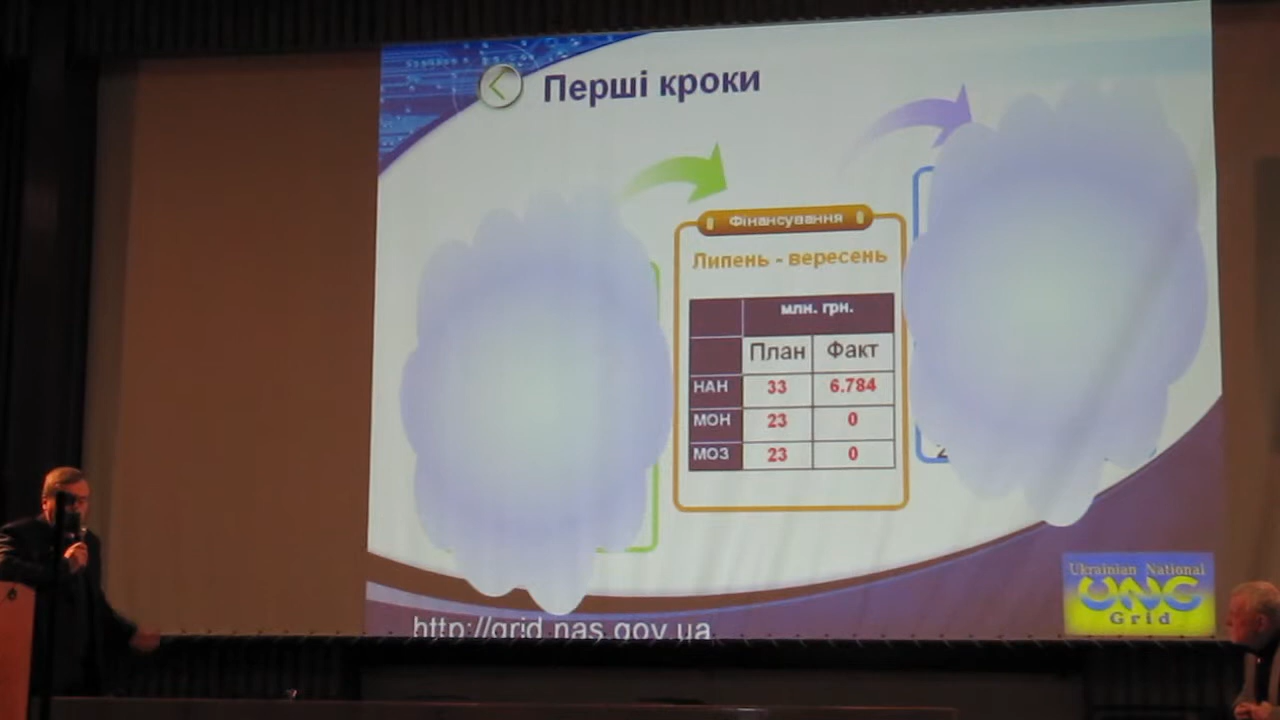 Перші кроки
Фінансування
Липень - вересень
млн. грн.
План Факт
НАН 33 6.784
МОН 23 0
МОЗ 23 0
http://grid.nas.gov.ua
Ukrainian National
UNG
Grid